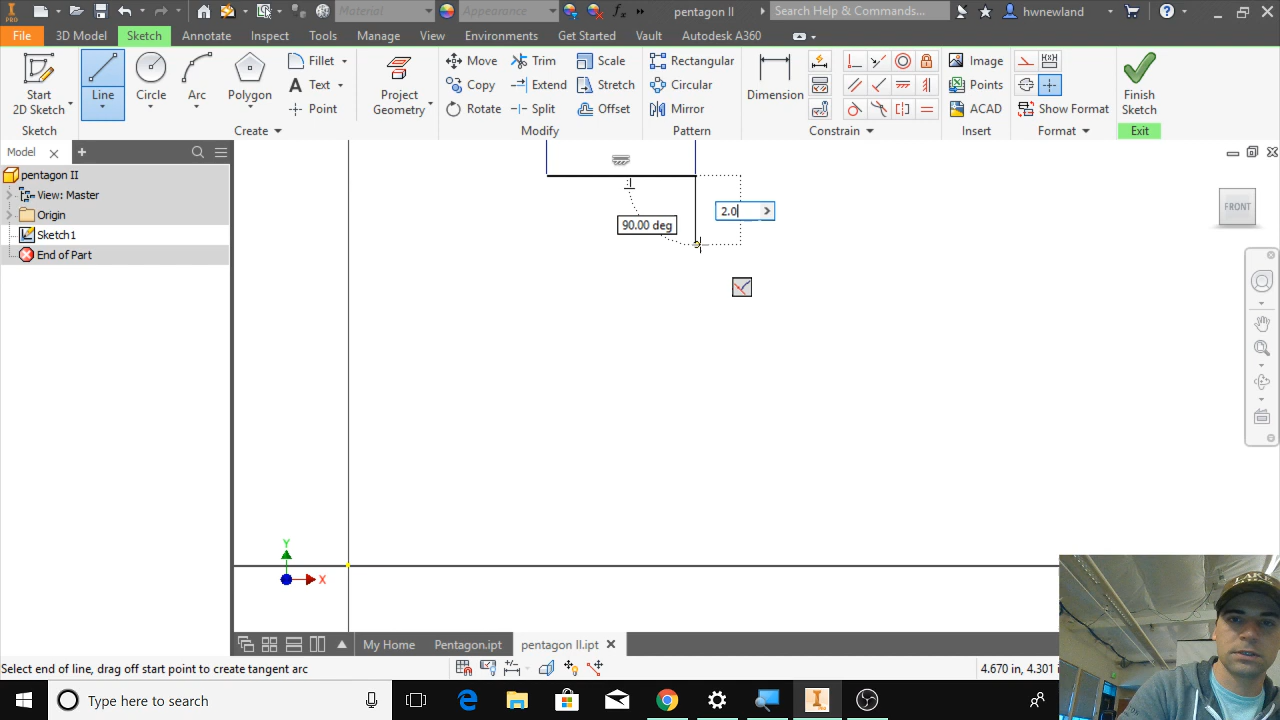 PRO
Material
Appearance
pentagon II
Search Help & Commands...
hwnewland
File
3D Model
Sketch
Annotate
Inspect
Tools
Manage
View
Environments
Get Started
Vault
Autodesk A360
Start
2D Sketch
Line
Circle
Arc
Polygon
Fillet
Text
Point
Project
Geometry
Move
Copy
Rotate
Trim
Extend
Split
Scale
Stretch
Offset
Rectangular
Circular
Mirror
Dimension
Image
Points
ACAD
Show Format
Finish
Sketch
Sketch
Create
Modify
Pattern
Constrain
Insert
Format
Exit
Model
pentagon II
View: Master
Origin
Sketch1
End of Part
2.0
90.00 deg
FRONT
Y
X
My Home
Pentagon.ipt
pentagon II.ipt
Select end of line, drag off start point to create tangent arc
4.670 in, 4.301 in
Type here to search